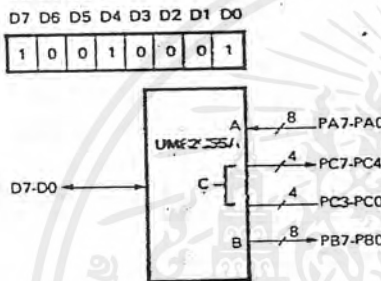 D7 D6 D5 D4 D3 D2 D1 D0
1 0 0 1 0 0 0 1
A 8 PA7-PA0
4 PC7-PC4
D7-D0 C
4 PC3-PC0
B 8 PB7-PB0